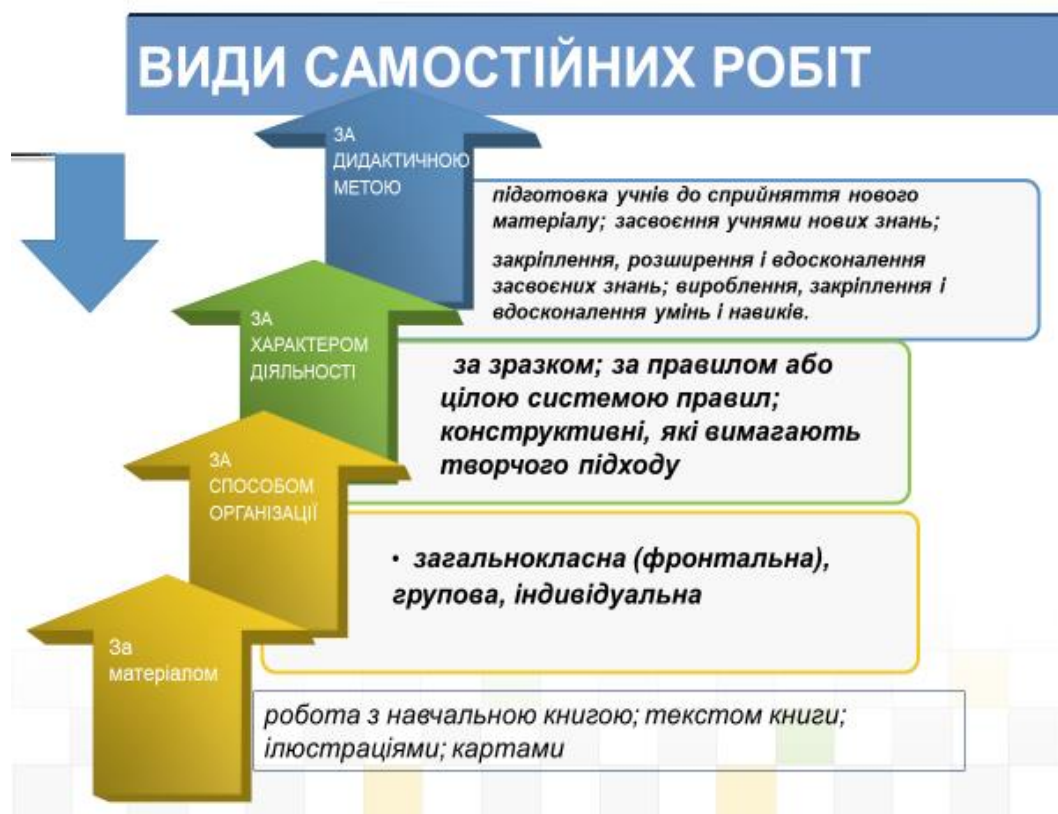 ВИДИ САМОСТІЙНИХ РОБІТ
ЗА
ДИДАКТИЧНОЮ
МЕТОЮ
підготовка учнів до сприйняття нового
матеріалу; засвоєння учнями нових знань;
закріплення, розширення і вдосконалення
засвоєних знань; вироблення, закріплення і
вдосконалення умінь і навиків.
ЗА
ХАРАКТЕРОМ
ДІЯЛЬНОСТІ
за зразком; за правилом або
цілою системою правил;
конструктивні, які вимагають
творчого підходу
ЗА
СПОСОБОМ
ОРГАНІЗАЦІЇ
• загальнокласна (фронтальна),
групова, індивідуальна
За
матеріалом
робота з навчальною книгою; текстом книги;
ілюстраціями; картами